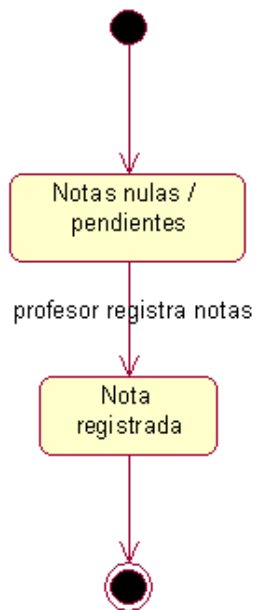 Notas nulas /
pendientes
profesor registra notas
Nota
registrada